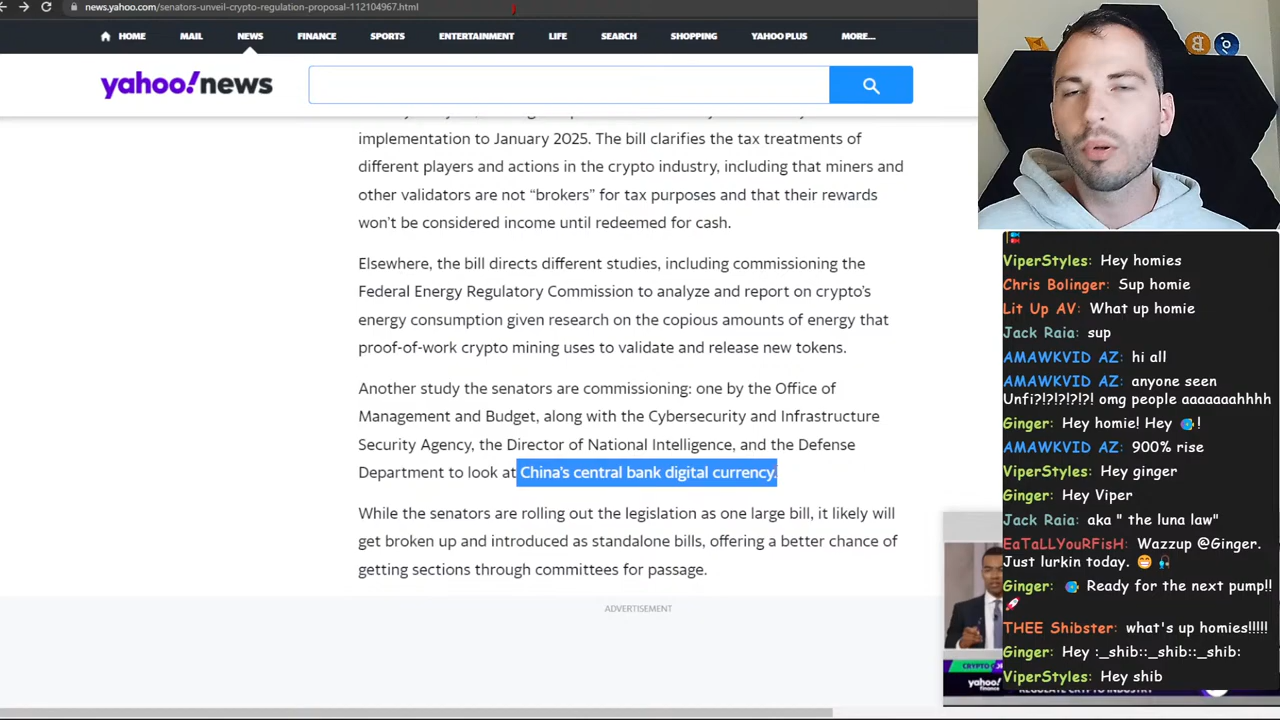 news.yahoo.com/senators-unveil-crypto-regulation-proposal-112104967.html
HOME MAIL NEWS FINANCE SPORTS ENTERTAINMENT LIFE SEARCH SHOPPING YAHOO PLUS MORE...
yahoo!news
implementation to January 2025. The bill clarifies the tax treatments of
different players and actions in the crypto industry, including that miners and
other validators are not “brokers” for tax purposes and that their rewards
won’t be considered income until redeemed for cash.
Elsewhere, the bill directs different studies, including commissioning the
Federal Energy Regulatory Commission to analyze and report on crypto’s
energy consumption given research on the copious amounts of energy that
proof-of-work crypto mining uses to validate and release new tokens.
Another study the senators are commissioning: one by the Office of
Management and Budget, along with the Cybersecurity and Infrastructure
Security Agency, the Director of National Intelligence, and the Defense
Department to look at China’s central bank digital currency.
While the senators are rolling out the legislation as one large bill, it likely will
get broken up and introduced as standalone bills, offering a better chance of
getting sections through committees for passage.
ADVERTISEMENT
yahoo!
finance
ViperStyles: Hey homies
Chris Bolinger: Sup homie
Lit Up AV: What up homie
Jack Raia: sup
AMAWKVID AZ: hi all
AMAWKVID AZ: anyone seen
Unfi?!?!?!?!?! omg people aaaaaaahhhh
Ginger: Hey homie! Hey !
AMAWKVID AZ: 900% rise
ViperStyles: Hey ginger
Ginger: Hey Viper
Jack Raia: aka " the luna law"
EaTaLLYouRFisH: Wazzup @Ginger.
Just lurkin today. 😁
Ginger: Ready for the next pump!!
🚀
THEE Shibster: what's up homies!!!!!
Ginger: Hey :_shib::_shib::_shib:
ViperStyles: Hey shib